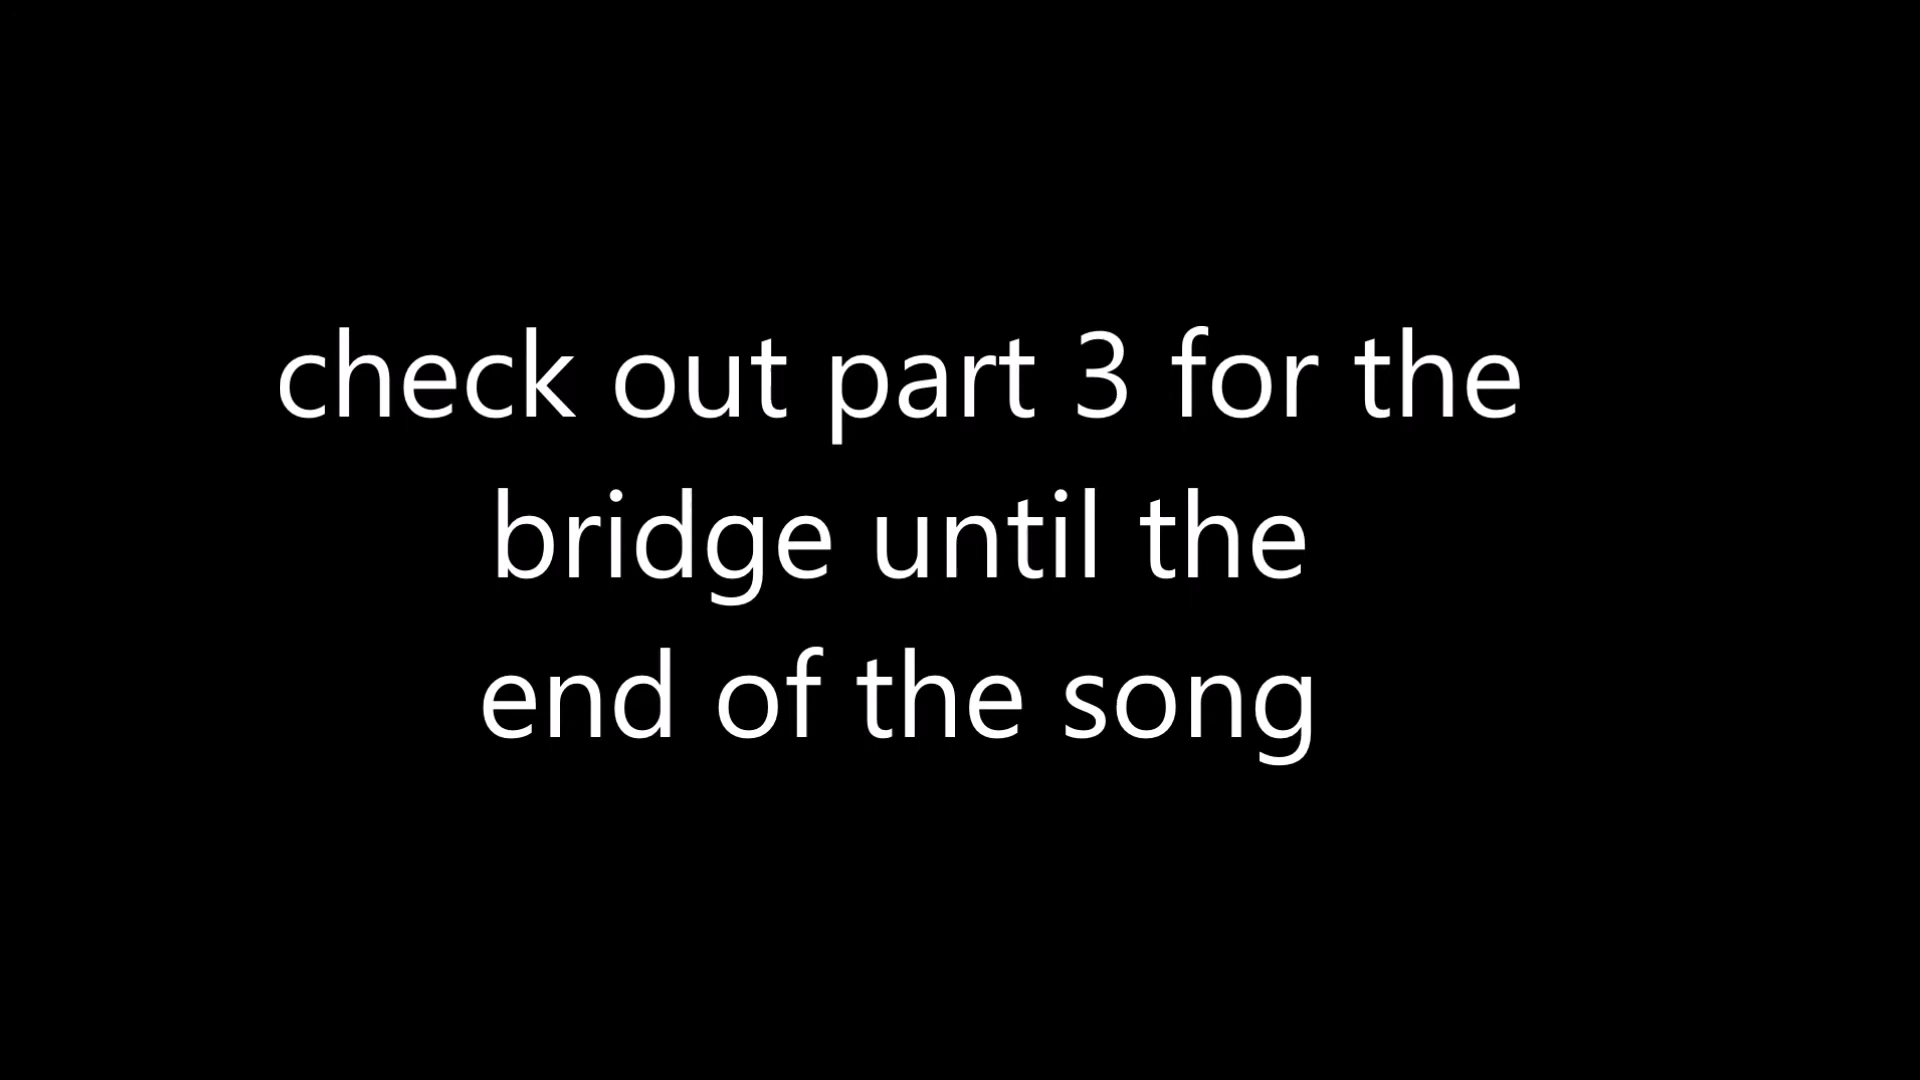 check out part 3 for the
bridge until the
end of the song